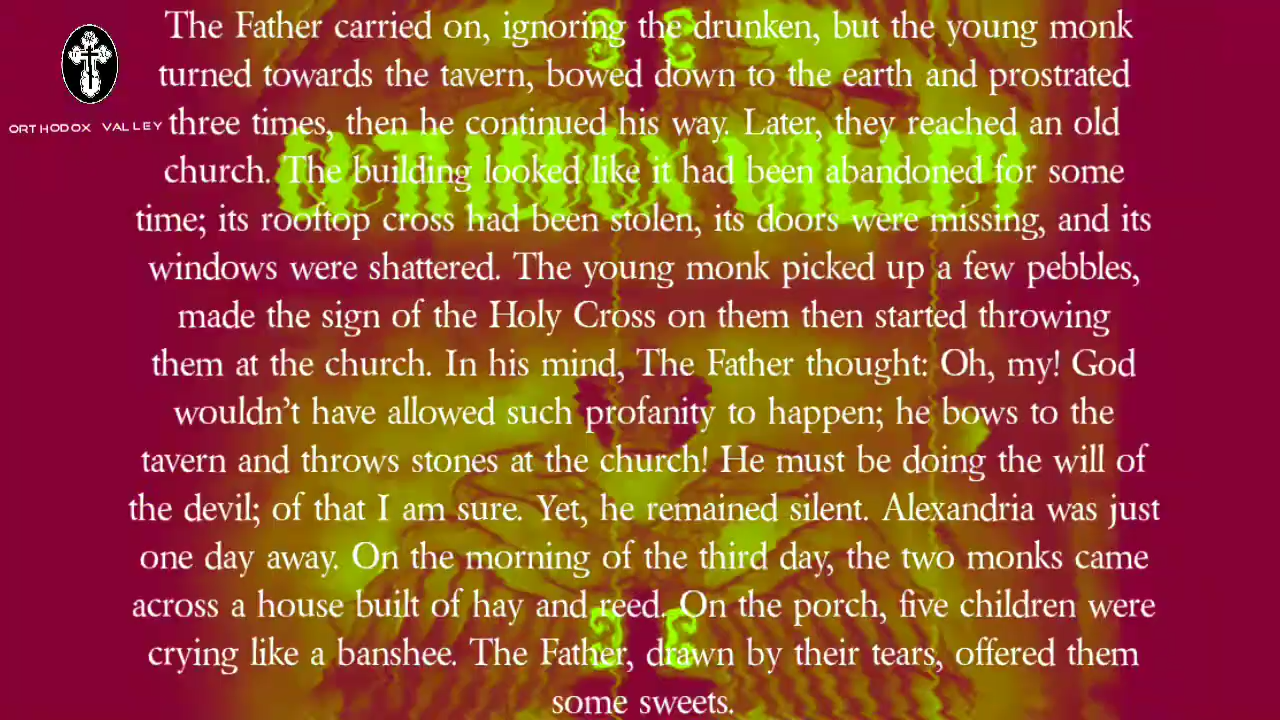 The Father carried on, ignoring the drunken, but the young monk
turned towards the tavern, bowed down to the earth and prostrated
ORTHODOX VALLEY
three times, then he continued his way. Later, they reached an old
church. The building looked like it had been abandoned for some
time; its rooftop cross had been stolen, its doors were missing, and its
windows were shattered. The young monk picked up a few pebbles,
made the sign of the Holy Cross on them then started throwing
them at the church. In his mind, The Father thought: Oh, my! God
wouldn’t have allowed such profanity to happen; he bows to the
tavern and throws stones at the church! He must be doing the will of
the devil; of that I am sure. Yet, he remained silent. Alexandria was just
one day away. On the morning of the third day, the two monks came
across a house built of hay and reed. On the porch, five children were
crying like a banshee. The Father, drawn by their tears, offered them
some sweets.